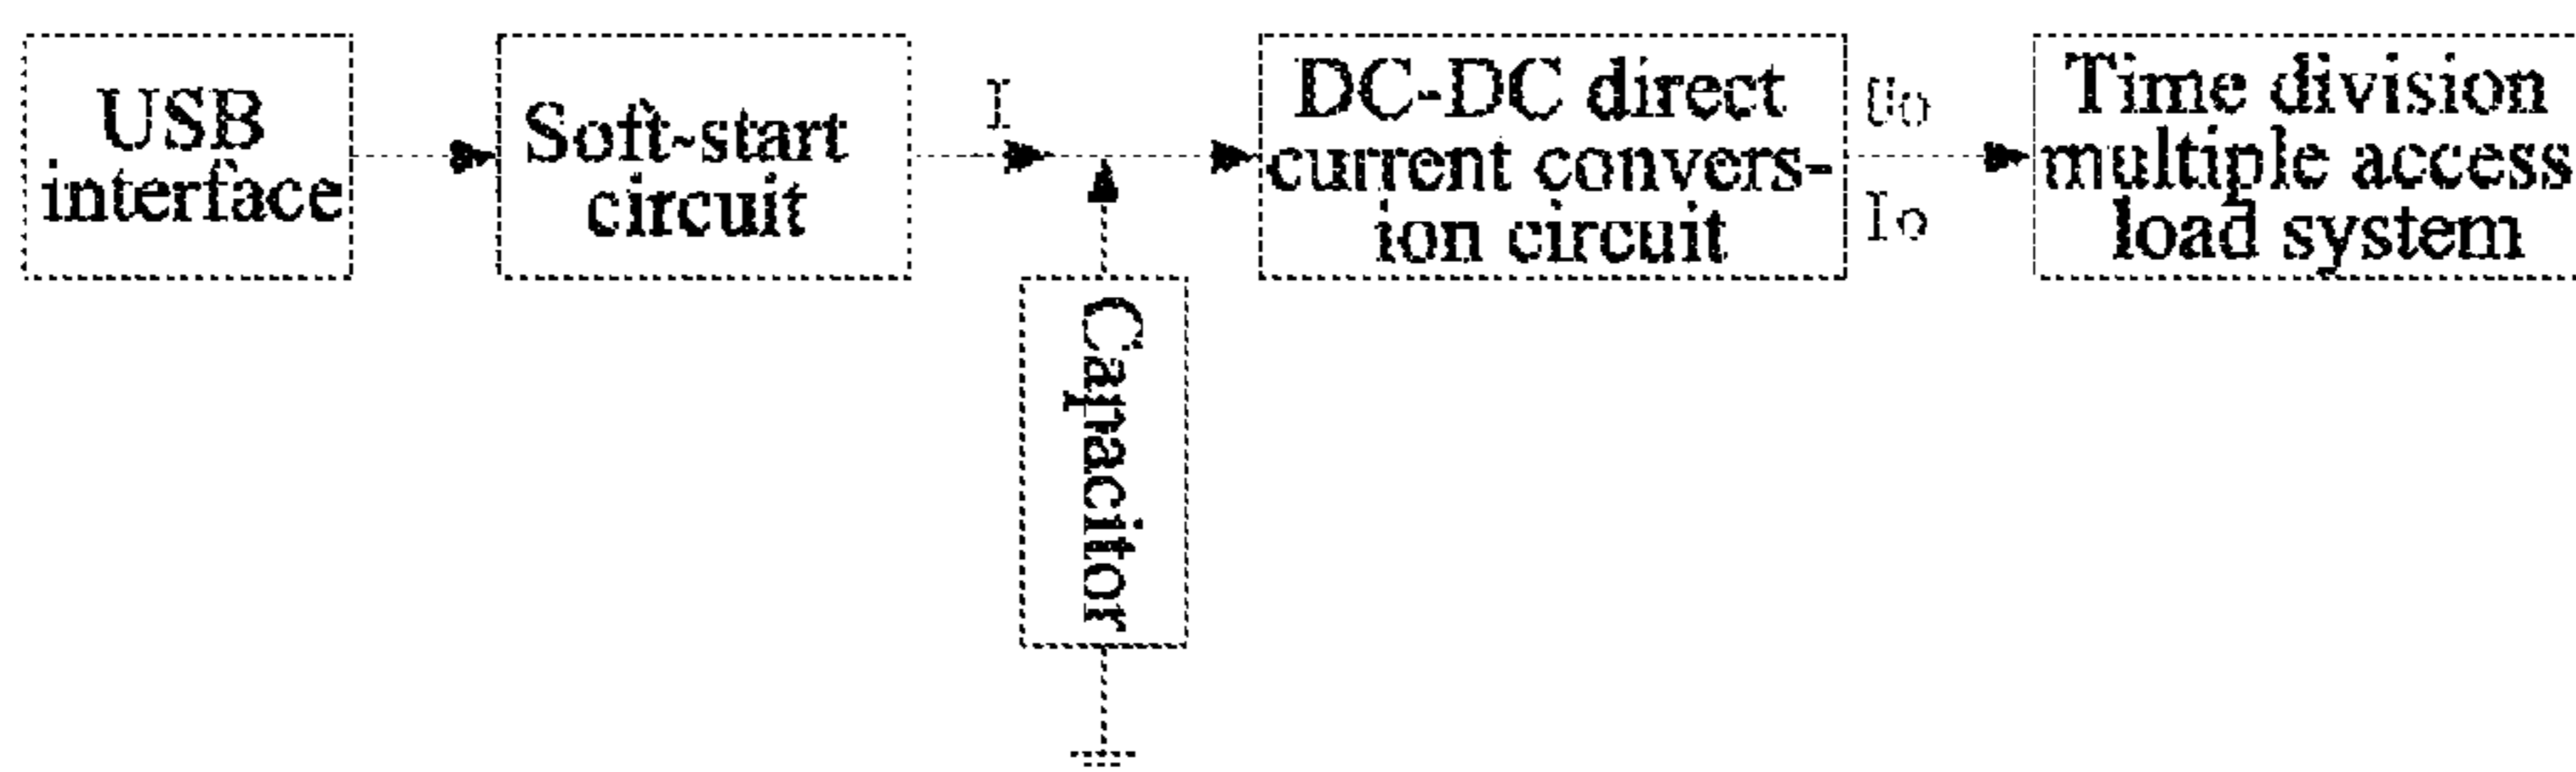 USB
interface
Soft-start
circuit
I
Capacitor
DC-DC direct
current convers-
ion circuit
Uo
Io
Time division
multiple access
load system